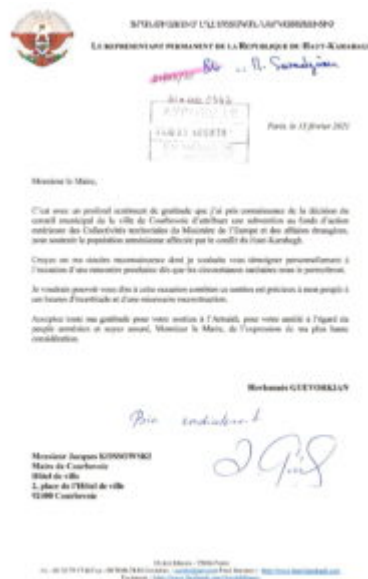 LE REPRESENTANT PERMANENT DE LA REPUBLIQUE DU HAUT-KARABAGH
Paris, le 15 février 2021
Monsieur le Maire,
C'est avec un profond sentiment de gratitude que j'ai pris connaissance de la décision du
conseil municipal de la ville de Courbevoie d'attribuer une subvention au fonds d'action
extérieure des Collectivités territoriales du Ministère de l'Europe et des affaires étrangères,
pour soutenir la population arménienne affectée par le conflit du Haut-Karabagh.
Croyez en ma sincère reconnaissance dont je souhaite vous témoigner personnellement à
l'occasion d'une rencontre prochaine dès que les circonstances sanitaires nous le permettront.
Je voudrais pouvoir vous dire à cette occasion combien ce soutien est précieux à mon peuple à
ces heures d'incertitude et d'une nécessaire reconstruction.
Acceptez toute ma gratitude pour votre soutien à l'Artsakh, pour votre amitié à l'égard du
peuple arménien et soyez assuré, Monsieur le Maire, de l'expression de ma plus haute
considération.
Hovhannès GUEVORKIAN
Bien cordialement
Monsieur Jacques KOSSOWSKI
Maire de Courbevoie
Hôtel de ville
2, place de l'Hôtel de ville
92400 Courbevoie